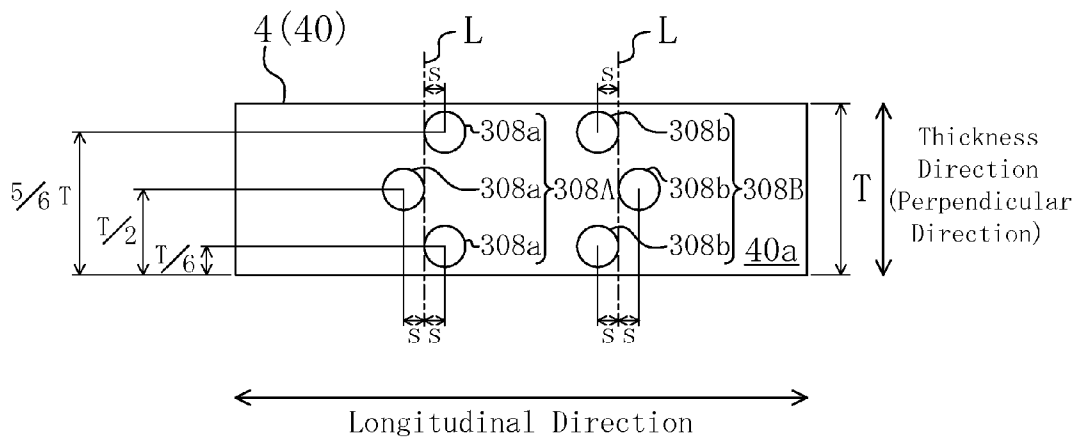 4(40)
L
L
s
s
308a
308b
308a
308A
308b
308B
308a
308b
40a
5/6 T
T/2
T/6
T
Thickness
Direction
(Perpendicular
Direction)
s
s
s
s
Longitudinal Direction